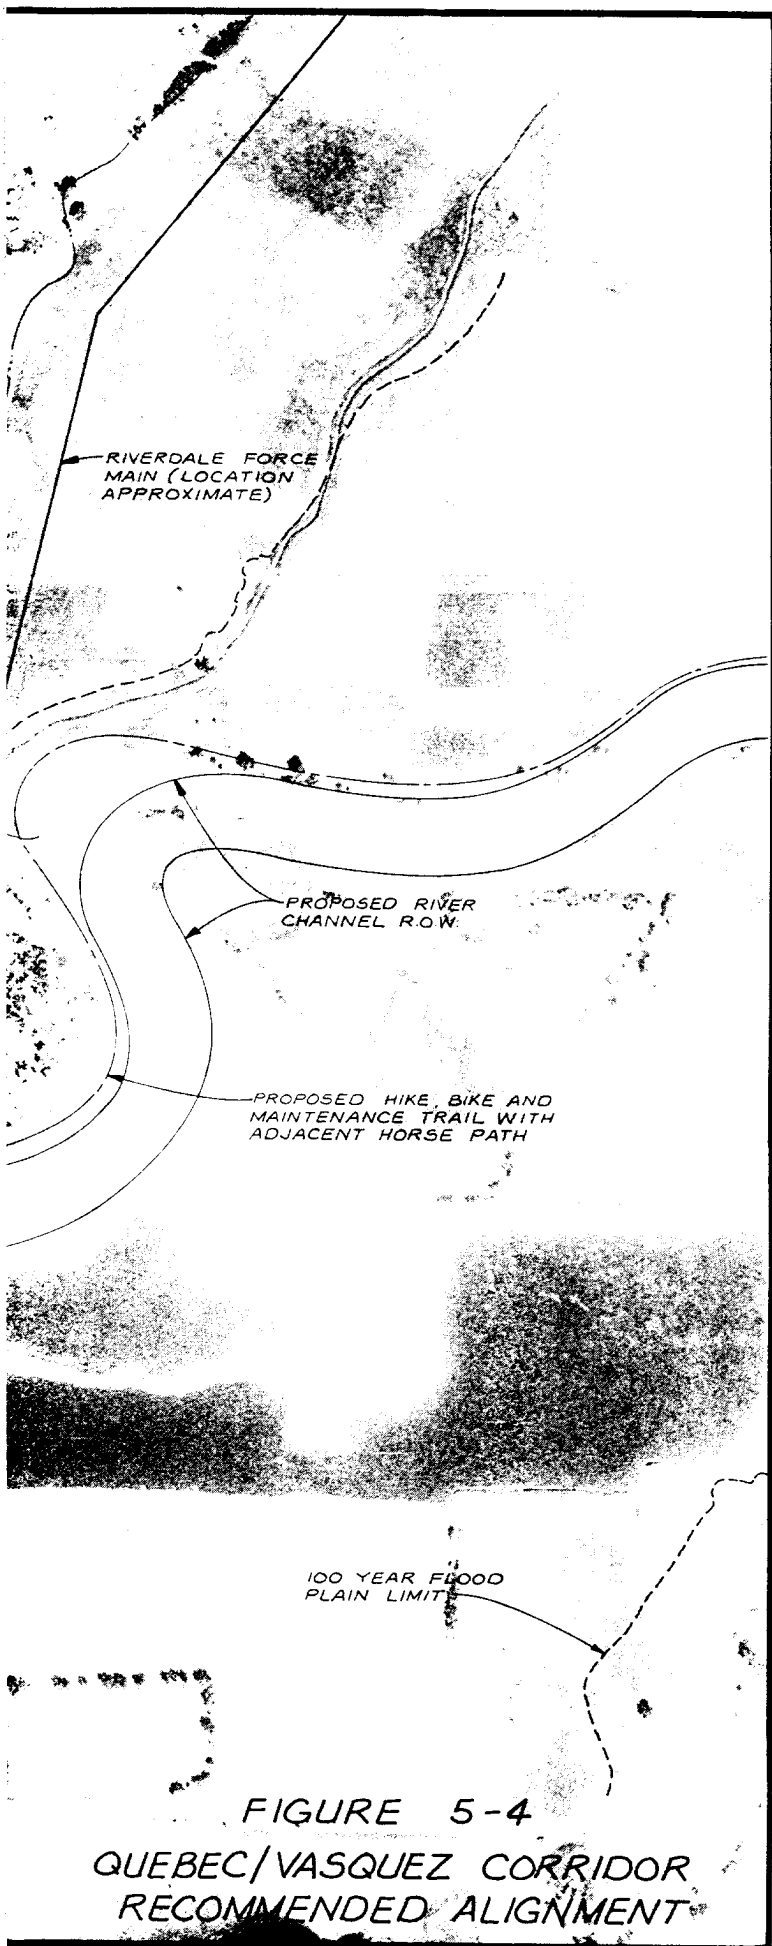 RIVERDALE FORCE
MAIN (LOCATION
APPROXIMATE)
PROPOSED RIVER
CHANNEL R.O.W.
PROPOSED HIKE, BIKE AND
MAINTENANCE TRAIL WITH
ADJACENT HORSE PATH
100 YEAR FLOOD
PLAIN LIMIT
FIGURE 5-4
QUEBEC/VASQUEZ CORRIDOR
RECOMMENDED ALIGNMENT